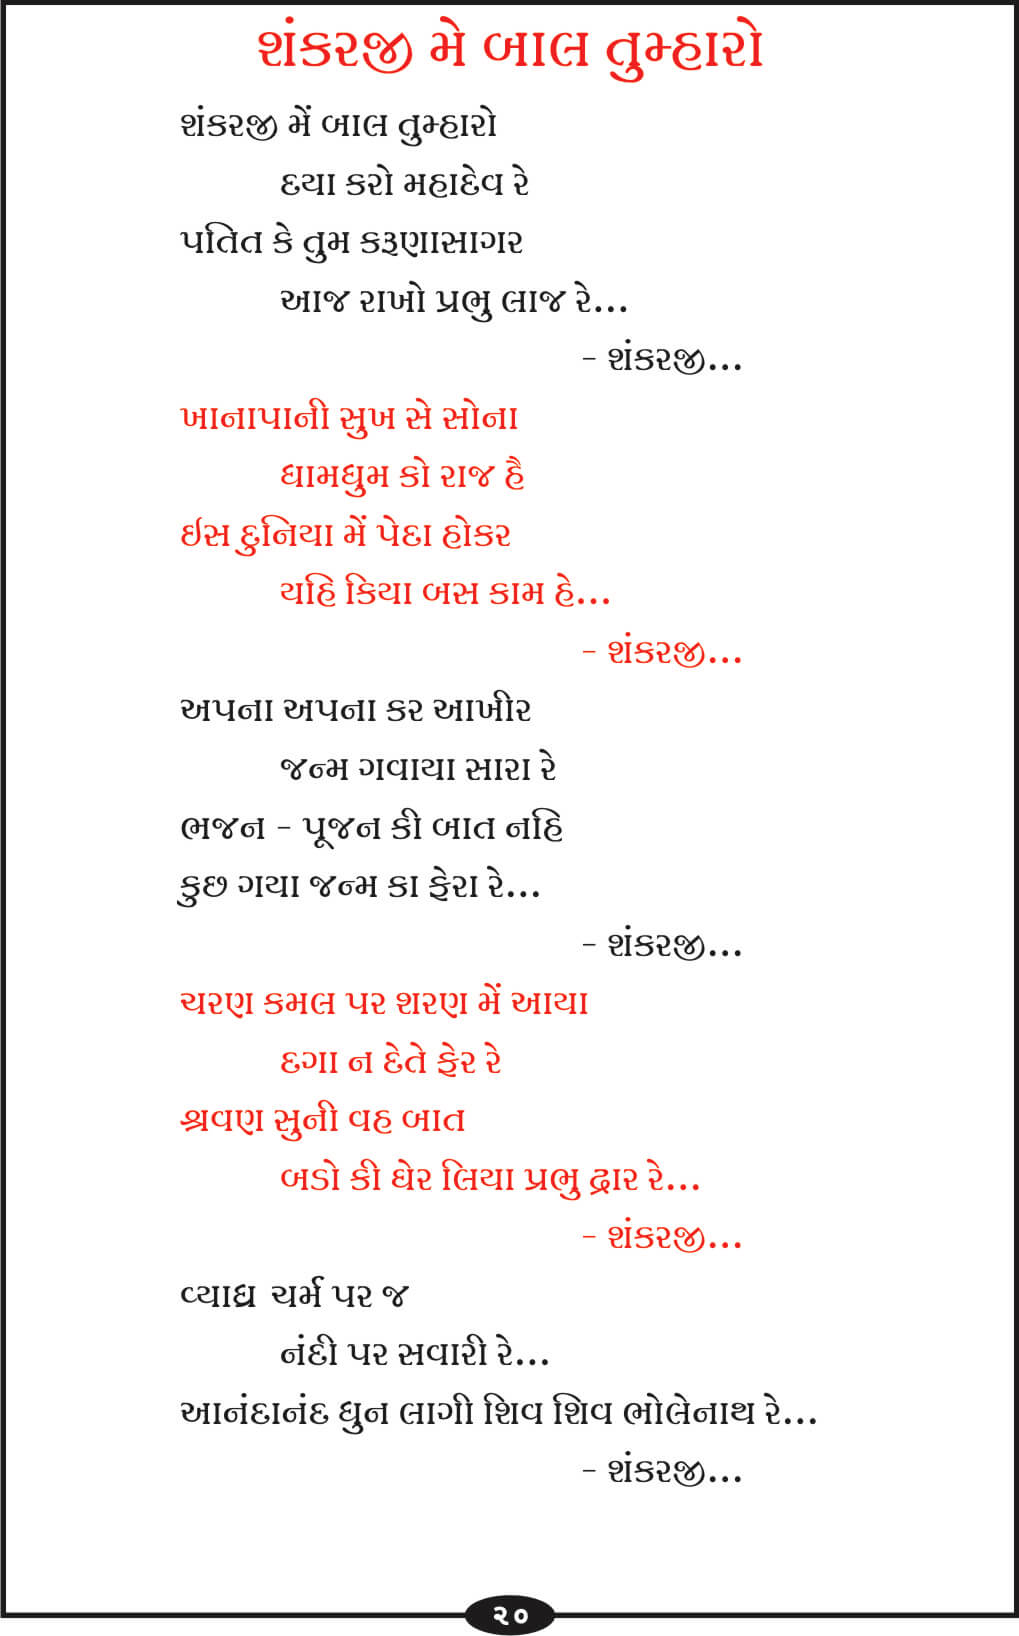 શંકરજી મે બાલ તુમ્હારો
શંકરજી મેં બાલ તુમ્હારો
દયા કરો મહાદેવ રે
પતિત કે તુમ કરૂણાસાગર
આજ રાખો પ્રભુ લાજ રે...
- શંકરજી...
ખાનાપાની સુખ સે સોના
ધામધુમ કો રાજ હૈ
ઈસ દુનિયા મેં પેદા હોકર
યહિ કિયા બસ કામ હે...
- શંકરજી...
અપના અપના કર આખીર
જન્મ ગવાયા સારા રે
ભજન - પૂજન કી બાત નહિ
કુછ ગયા જન્મ કા ફેરા રે...
- શંકરજી...
ચરણ કમલ પર શરણ મેં આયા
દગા ન દેતે ફેર રે
શ્રવણ સુની વહ બાત
બડો કી ઘેર લિયા પ્રભુ દ્વાર રે...
- શંકરજી...
વ્યાઘ્ર ચર્મ પર જ
નંદી પર સવારી રે...
આનંદાનંદ ધુન લાગી શિવ શિવ ભોલેનાથ રે...
- શંકરજી...
૨૦